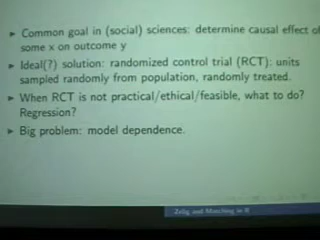 Common goal in (social) sciences: determine causal effect of
some x on outcome y
Ideal(?) solution: randomized control trial (RCT): units
sampled randomly from population, randomly treated.
When RCT is not practical/ethical/feasible, what to do?
Regression?
Big problem: model dependence.
Zelig and Matching in R